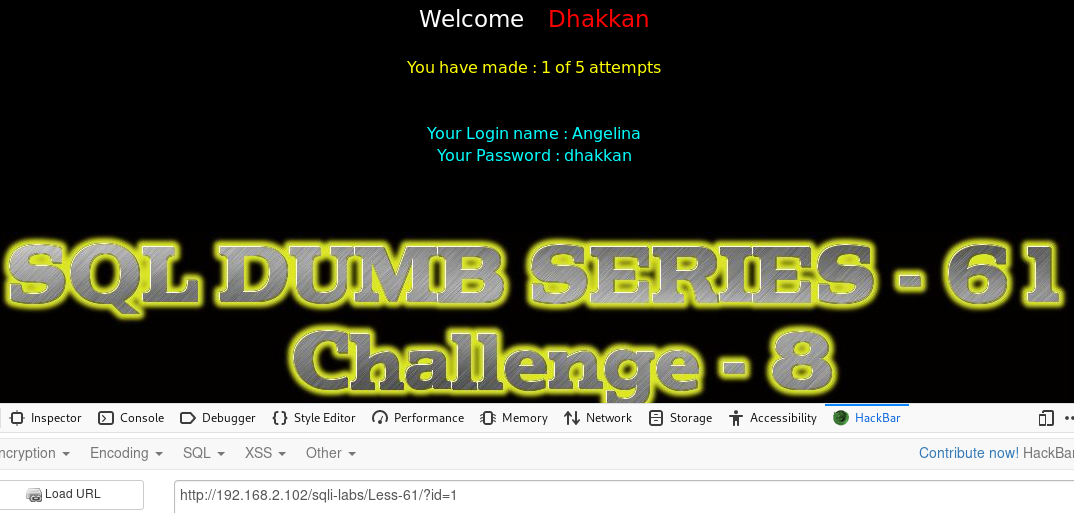 Welcome Dhakkan
You have made : 1 of 5 attempts
Your Login name : Angelina
Your Password : dhakkan
SQL DUMB SERIES - 61
Challenge - 8
Inspector Console Debugger Style Editor Performance Memory Network Storage Accessibility HackBar
ncryption Encoding SQL XSS Other Contribute now! HackBar
Load URL http://192.168.2.102/sqli-labs/Less-61/?id=1